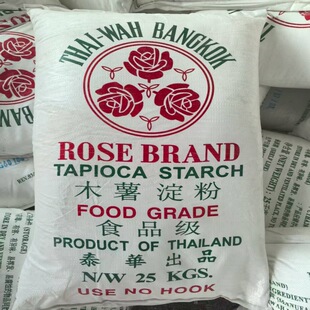 THAI-WAH BANGKOK
ROSE BRAND
TAPIOCA STARCH
木薯淀粉
FOOD GRADE
食品级
PRODUCT OF THAILAND
泰華出品
N/W 25 KGS.
USE NO HOOK